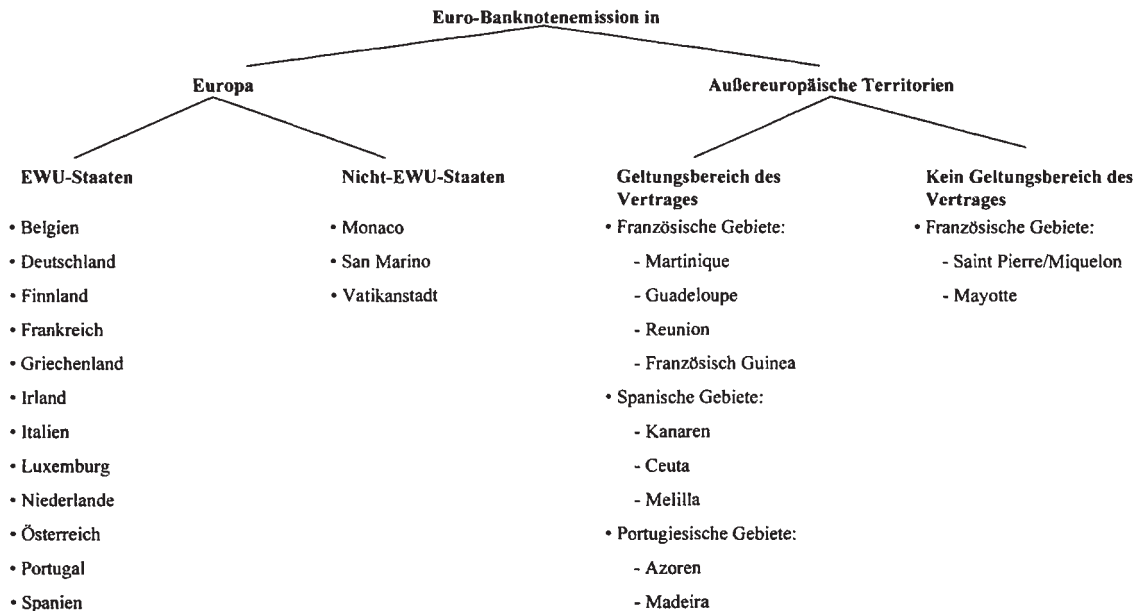 Euro-Banknotenemission in
Europa
Außereuropäische Territorien
EWU-Staaten
• Belgien
• Deutschland
• Finnland
• Frankreich
• Griechenland
• Irland
• Italien
• Luxemburg
• Niederlande
• Österreich
• Portugal
• Spanien
Nicht-EWU-Staaten
• Monaco
• San Marino
• Vatikanstadt
Geltungsbereich des
Vertrages
• Französische Gebiete:
- Martinique
- Guadeloupe
- Reunion
- Französisch Guinea
• Spanische Gebiete:
- Kanaren
- Ceuta
- Melilla
• Portugiesische Gebiete:
- Azoren
- Madeira
Kein Geltungsbereich des
Vertrages
• Französische Gebiete:
- Saint Pierre/Miquelon
- Mayotte